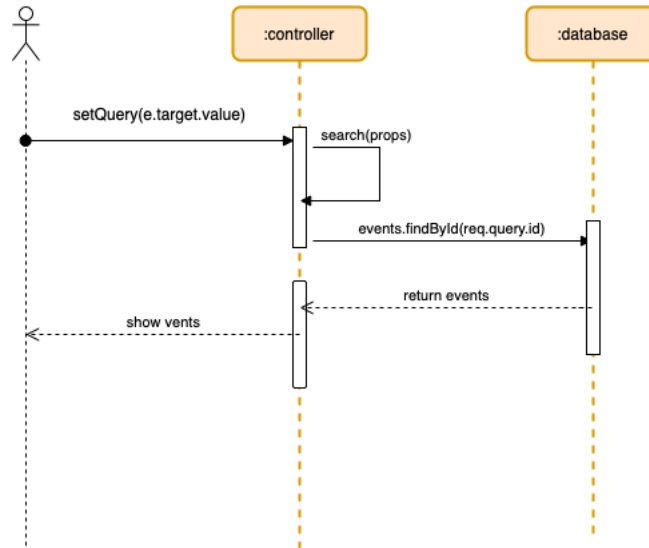 :controller
:database
setQuery(e.target.value)
search(props)
events.findById(req.query.id)
return events
show vents